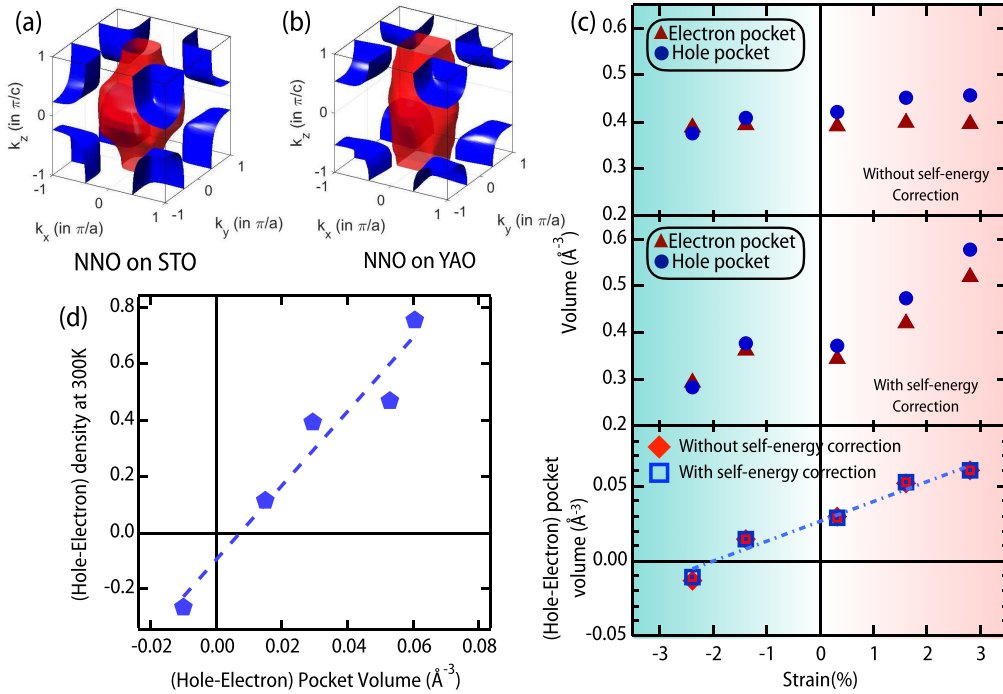 (a)
1
0
-1
k_z (in π/c)
-1
0
1
k_x (in π/a)
-1
0
1
k_y (in π/a)
NNO on STO
(b)
1
0
-1
k_z (in π/c)
-1
0
1
k_x (in π/a)
-1
0
1
k_y (in π/a)
NNO on YAO
(c)
0.6
0.5
0.4
0.3
0.2
Electron pocket
Hole pocket
Without self-energy
Correction
0.6
0.5
0.4
0.3
0.2
Volume (Å⁻³)
Electron pocket
Hole pocket
With self-energy
Correction
0.05
0.00
-0.05
(Hole-Electron) pocket
volume (Å⁻³)
Without self-energy correction
With self-energy correction
-3
-2
-1
0
1
2
3
Strain(%)
(d)
0.8
0.6
0.4
0.2
0.0
-0.2
(Hole-Electron) density at 300K
-0.02
0.00
0.02
0.04
0.06
0.08
(Hole-Electron) Pocket Volume (Å⁻³)